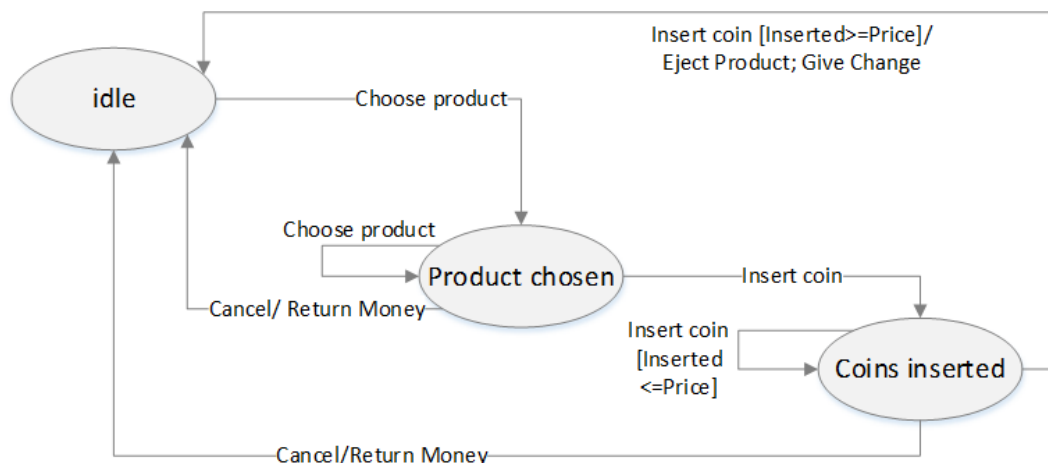 Insert coin [Inserted>=Price]/
Eject Product; Give Change
idle
Choose product
Choose product
Product chosen
Insert coin
Cancel/ Return Money
Insert coin
[Inserted
<=Price]
Coins inserted
Cancel/Return Money